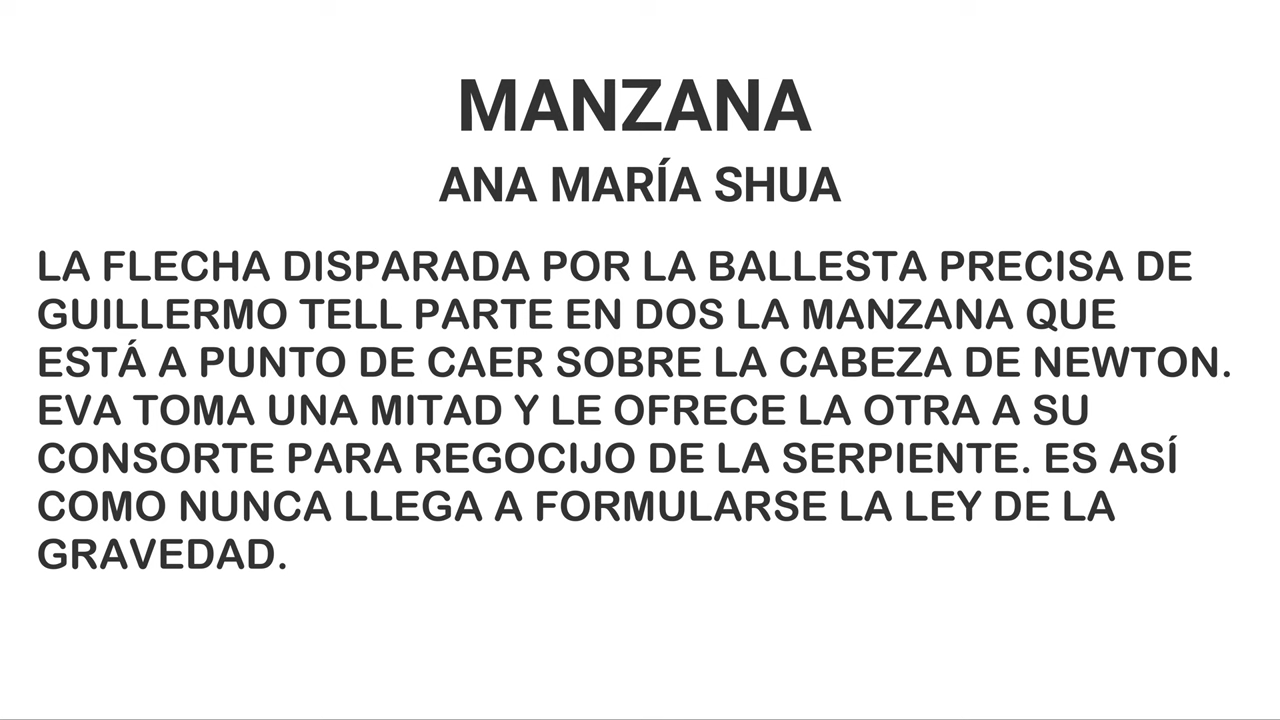 MANZANA
ANA MARÍA SHUA
LA FLECHA DISPARADA POR LA BALLESTA PRECISA DE
GUILLERMO TELL PARTE EN DOS LA MANZANA QUE
ESTÁ A PUNTO DE CAER SOBRE LA CABEZA DE NEWTON.
EVA TOMA UNA MITAD Y LE OFRECE LA OTRA A SU
CONSORTE PARA REGOCIJO DE LA SERPIENTE. ES ASÍ
COMO NUNCA LLEGA A FORMULARSE LA LEY DE LA
GRAVEDAD.